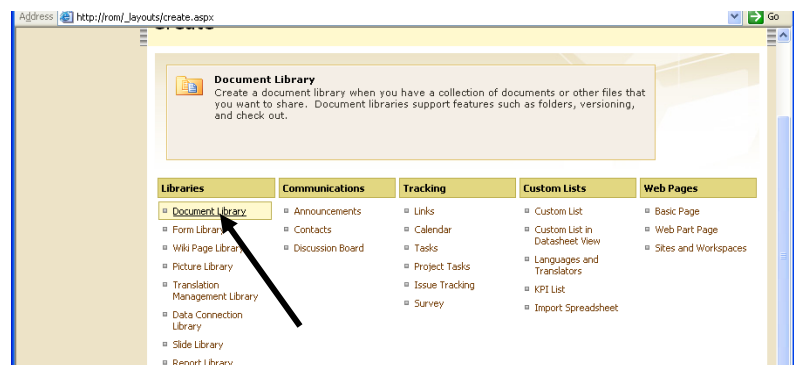 Address http://rom/_layouts/create.aspx Go
Create
Document Library
Create a document library when you have a collection of documents or other files that
you want to share. Document libraries support features such as folders, versioning,
and check out.
Libraries
Document Library
Form Library
Wiki Page Library
Picture Library
Translation
Management Library
Data Connection
Library
Slide Library
Report Library
Communications
Announcements
Contacts
Discussion Board
Tracking
Links
Calendar
Tasks
Project Tasks
Issue Tracking
Survey
Custom Lists
Custom List
Custom List in
Datasheet View
Languages and
Translators
KPI List
Import Spreadsheet
Web Pages
Basic Page
Web Part Page
Sites and Workspaces